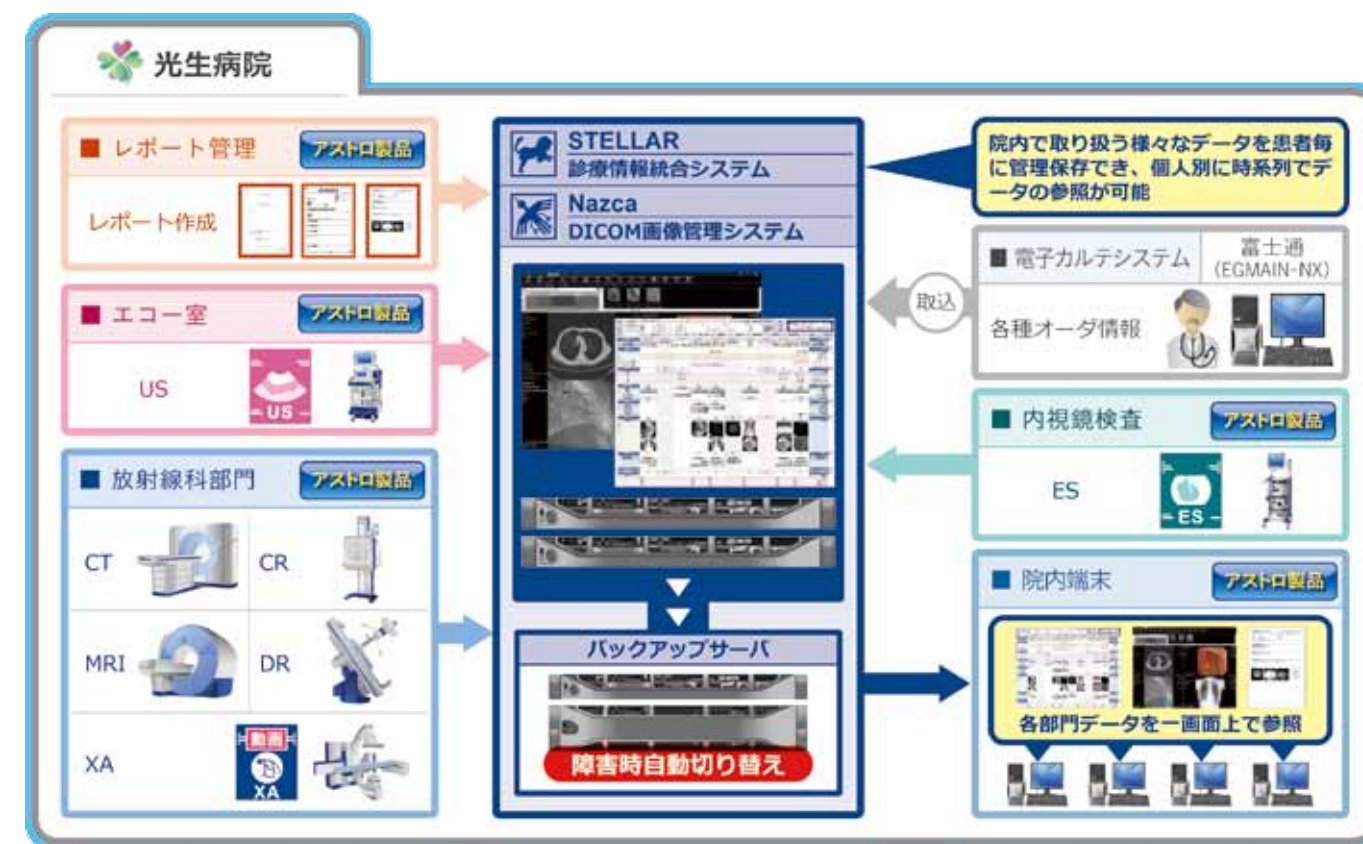 光生病院
レポート管理
アストロ製品
レポート作成
エコー室
アストロ製品
US
US
放射線科部門
アストロ製品
CT
CR
MRI
DR
XA
動画
XA
STELLAR
診療情報統合システム
Nazca
DICOM画像管理システム
バックアップサーバ
障害時自動切り替え
院内で取り扱う様々なデータを患者毎
に管理保存でき、個人別に時系列でデ
ータの参照が可能
電子カルテシステム
富士通
(EGMAIN-NX)
取込
各種オーダ情報
内視鏡検査
アストロ製品
ES
ES
院内端末
アストロ製品
各部門データを一画面上で参照